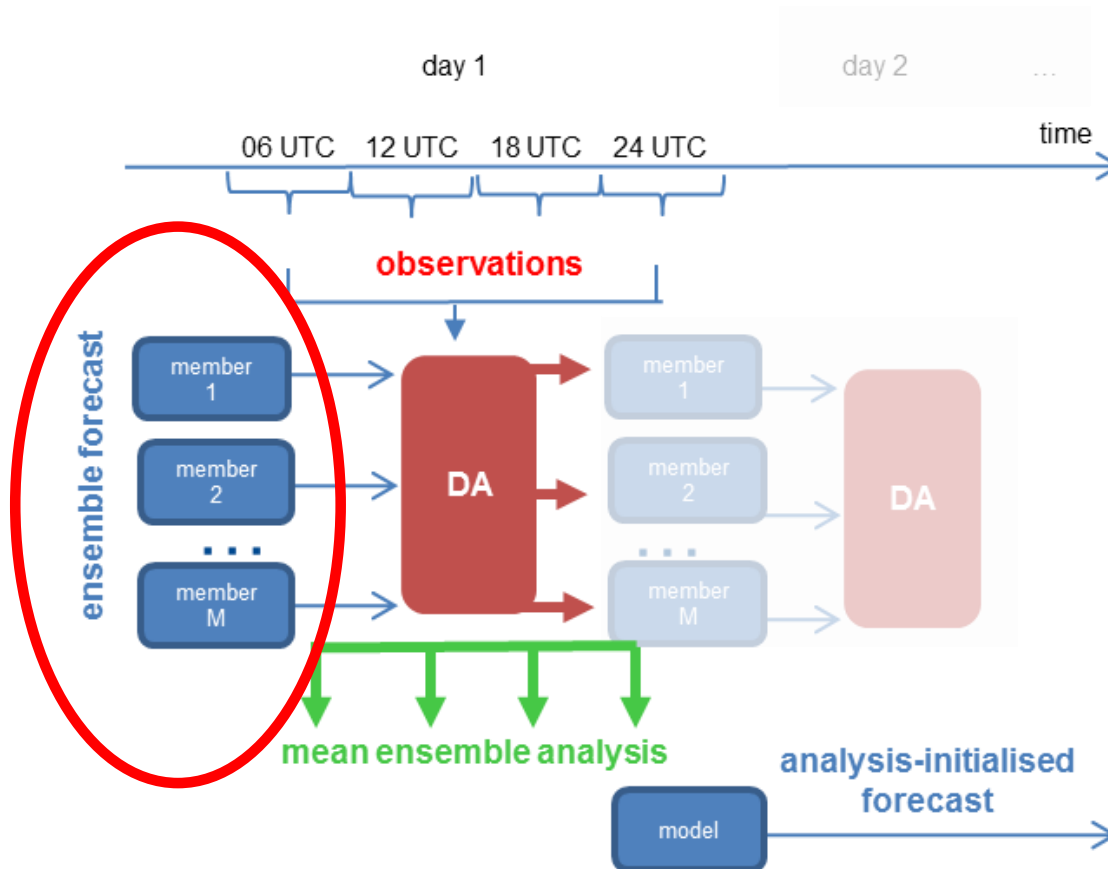 day 1
day 2
...
06 UTC
12 UTC
18 UTC
24 UTC
time
observations
ensemble forecast
member
1
member
2
...
member
M
DA
member
1
member
2
...
member
M
DA
mean ensemble analysis
analysis-initialised
forecast
model